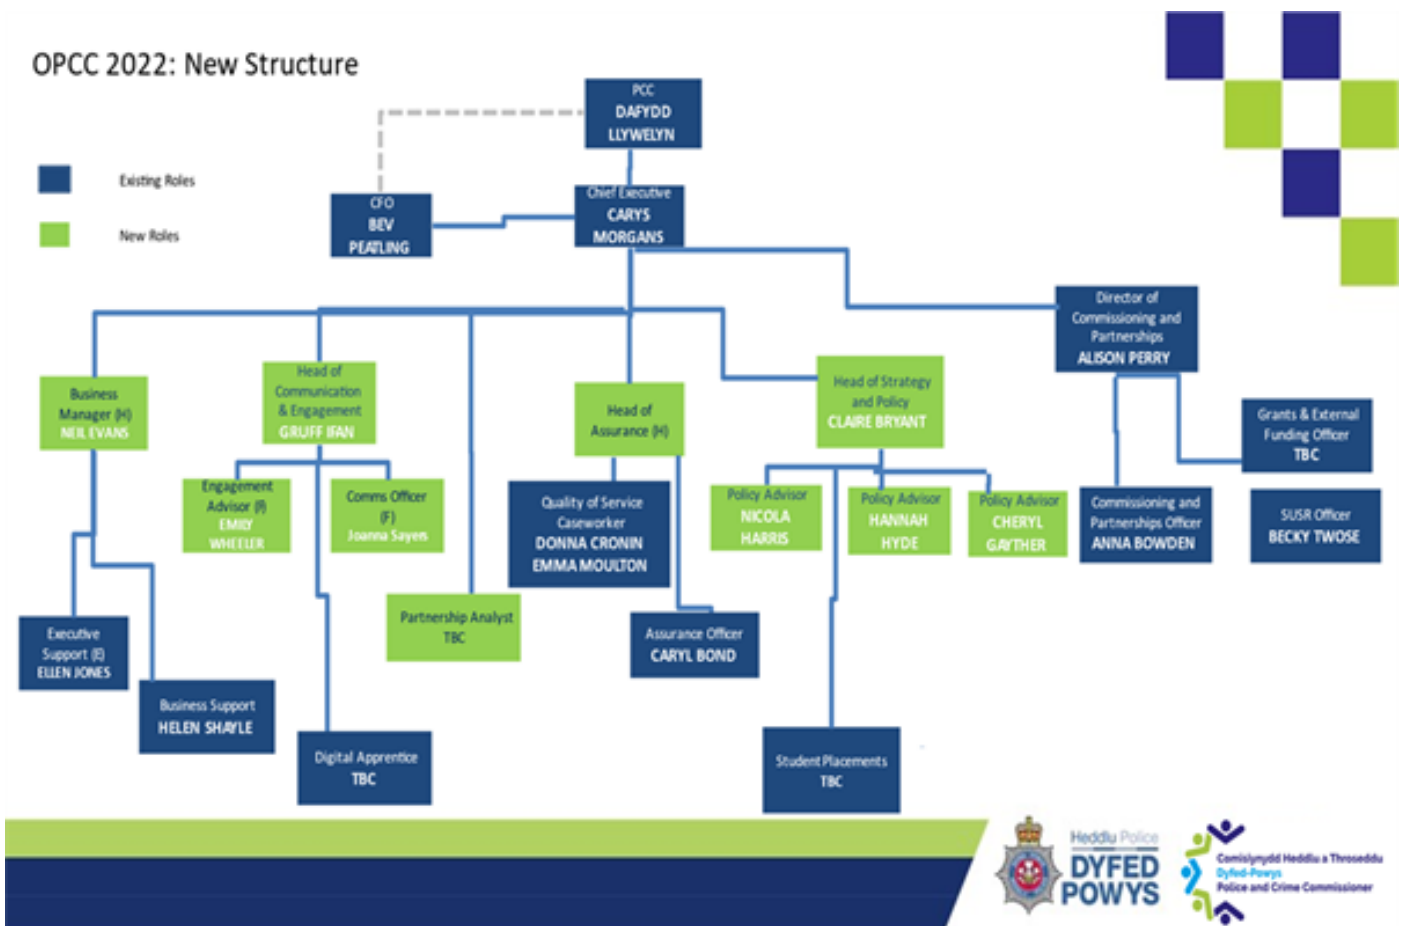 OPCC 2022: New Structure
Existing Roles
New Roles
PCC
DAFYDD
LLYWELYN
CFO
BEV
PEATLING
Chief Executive
CARYS
MORGANS
Director of
Commissioning and
Partnerships
ALISON PERRY
Business
Manager (H)
NEIL EVANS
Head of
Communication
& Engagement
GRUFF IFAN
Head of
Assurance (H)
Head of Strategy
and Policy
CLAIRE BRYANT
Grants & External
Funding Officer
TBC
Engagement
Advisor (F)
EMILY
WHEELER
Comms Officer
(F)
Joanna Sayers
Quality of Service
Caseworker
DONNA CRONIN
EMMA MOULTON
Policy Advisor
NICOLA
HARRIS
Policy Advisor
HANNAH
HYDE
Policy Advisor
CHERYL
GAYTHER
Commissioning and
Partnerships Officer
ANNA BOWDEN
SUSR Officer
BECKY TWOSE
Executive
Support (E)
ELLEN JONES
Partnership Analyst
TBC
Assurance Officer
CARYL BOND
Business Support
HELEN SHAYLE
Digital Apprentice
TBC
Student Placements
TBC
Heddlu Police
DYFED
POWYS
Comisiynydd Heddlu a Throseddu
Dyfed-Powys
Police and Crime Commissioner